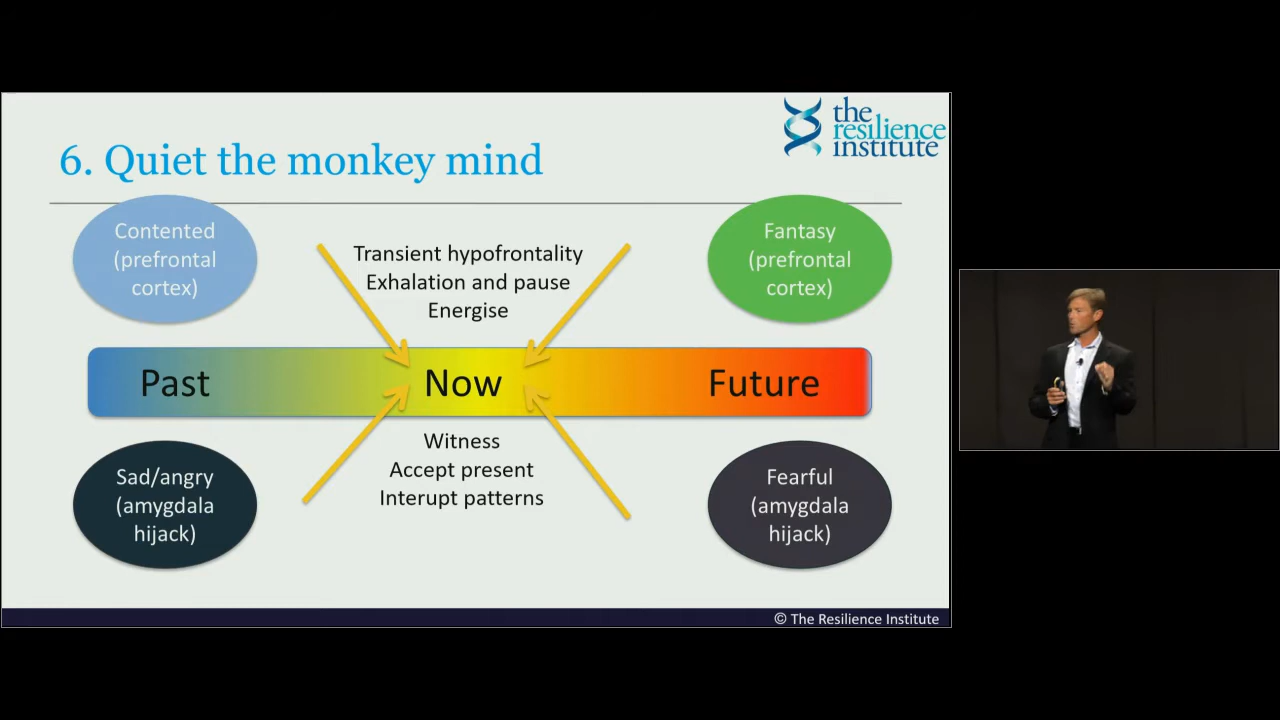 the
resilience
institute
6. Quiet the monkey mind
Contented
(prefrontal
cortex)
Transient hypofrontality
Exhalation and pause
Energise
Fantasy
(prefrontal
cortex)
Past
Now
Future
Sad/angry
(amygdala
hijack)
Witness
Accept present
Interupt patterns
Fearful
(amygdala
hijack)
© The Resilience Institute